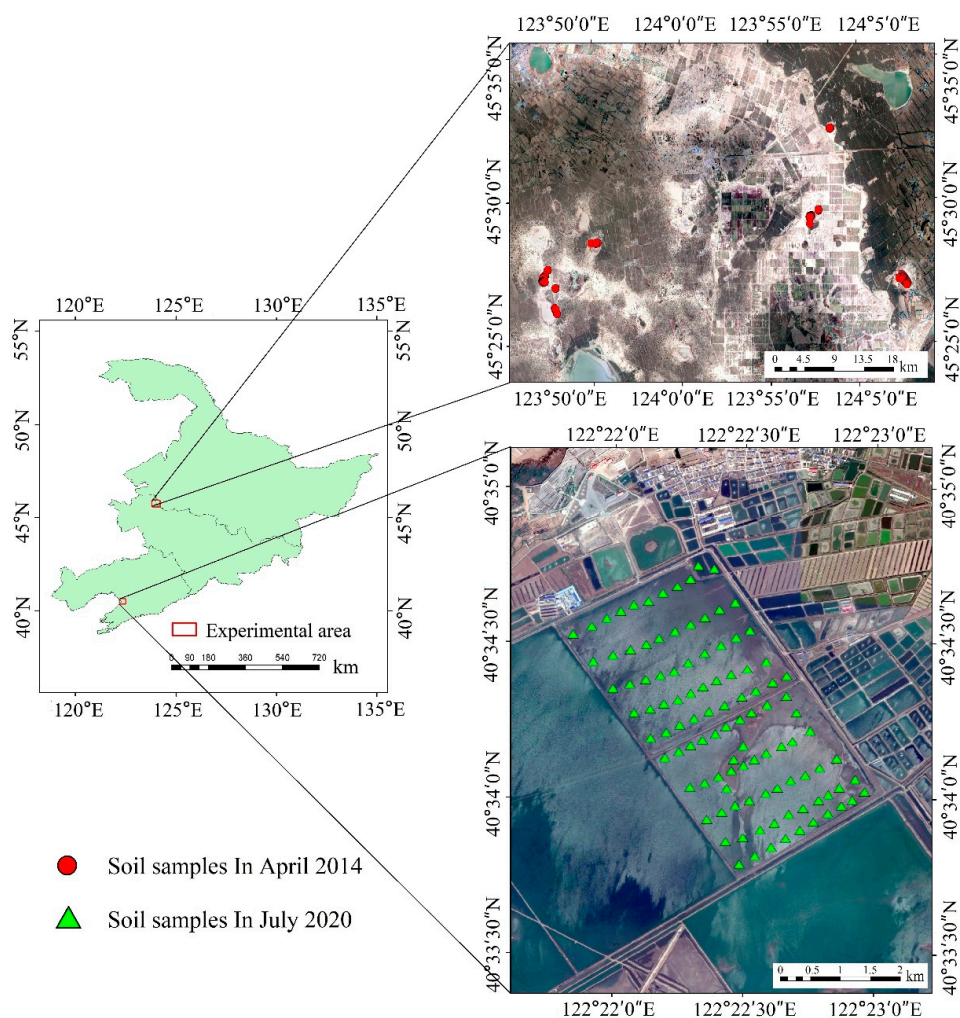 123°50′0″E 124°0′0″E 123°55′0″E 124°5′0″E
45°35′0″N
45°35′0″N
45°30′0″N
45°30′0″N
45°25′0″N
45°25′0″N
0 4.5 9 13.5 18
km
123°50′0″E 124°0′0″E 123°55′0″E 124°5′0″E
120°E 125°E 130°E 135°E
55°N
55°N
50°N
50°N
45°N
45°N
40°N
40°N
Experimental area
0 90 180 360 540 720
km
120°E 125°E 130°E 135°E
Soil samples In April 2014
Soil samples In July 2020
122°22′0″E 122°22′30″E 122°23′0″E
40°35′0″N
40°35′0″N
40°34′30″N
40°34′30″N
40°34′0″N
40°34′0″N
40°33′30″N
40°33′30″N
0 0.5 1 1.5 2
km
122°22′0″E 122°22′30″E 122°23′0″E